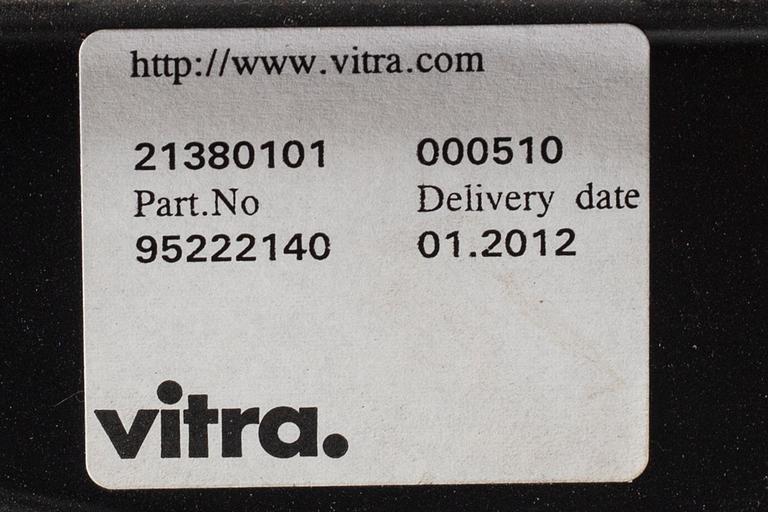 http://www.vitra.com
21380101 000510
Part.No Delivery date
95222140 01.2012
vitra.